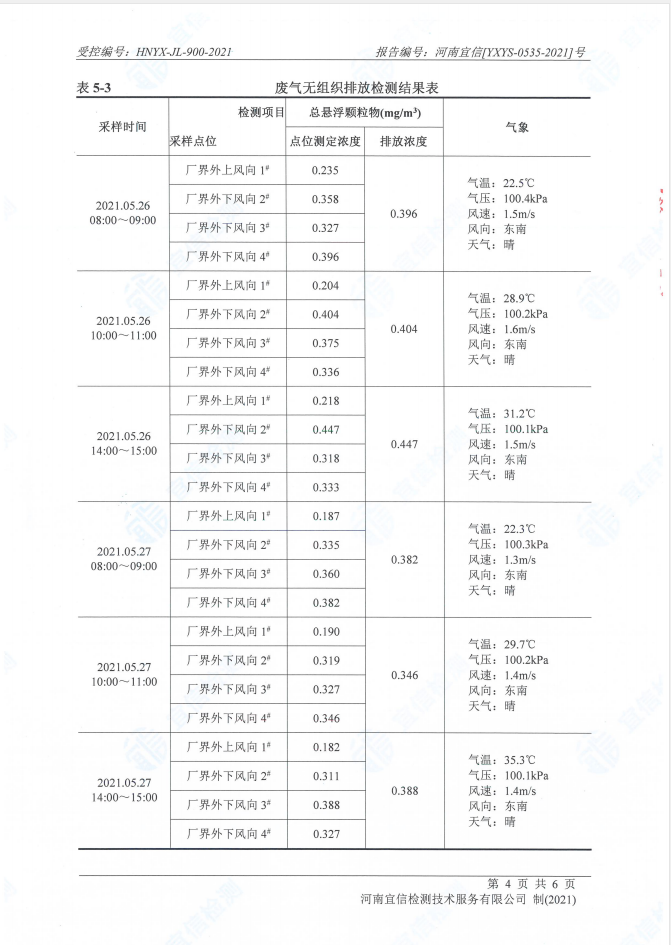 受控编号：HNYX-JL-900-2021 报告编号：河南宜信[YXYS-0535-2021]号
表 5-3 废气无组织排放检测结果表
采样时间 检测项目 采样点位 总悬浮颗粒物(mg/m³) 气象
点位测定浓度 排放浓度
2021.05.26 08:00～09:00
厂界外上风向 1# 0.235
厂界外下风向 2# 0.358
厂界外下风向 3# 0.327
厂界外下风向 4# 0.396
0.396
气温：22.5℃
气压：100.4kPa
风速：1.5m/s
风向：东南
天气：晴
2021.05.26 10:00～11:00
厂界外上风向 1# 0.204
厂界外下风向 2# 0.404
厂界外下风向 3# 0.375
厂界外下风向 4# 0.336
0.404
气温：28.9℃
气压：100.2kPa
风速：1.6m/s
风向：东南
天气：晴
2021.05.26 14:00～15:00
厂界外上风向 1# 0.218
厂界外下风向 2# 0.447
厂界外下风向 3# 0.318
厂界外下风向 4# 0.333
0.447
气温：31.2℃
气压：100.1kPa
风速：1.5m/s
风向：东南
天气：晴
2021.05.27 08:00～09:00
厂界外上风向 1# 0.187
厂界外下风向 2# 0.335
厂界外下风向 3# 0.360
厂界外下风向 4# 0.382
0.382
气温：22.3℃
气压：100.3kPa
风速：1.3m/s
风向：东南
天气：晴
2021.05.27 10:00～11:00
厂界外上风向 1# 0.190
厂界外下风向 2# 0.319
厂界外下风向 3# 0.327
厂界外下风向 4# 0.346
0.346
气温：29.7℃
气压：100.2kPa
风速：1.4m/s
风向：东南
天气：晴
2021.05.27 14:00～15:00
厂界外上风向 1# 0.182
厂界外下风向 2# 0.311
厂界外下风向 3# 0.388
厂界外下风向 4# 0.327
0.388
气温：35.3℃
气压：100.1kPa
风速：1.4m/s
风向：东南
天气：晴
第 4 页 共 6 页
河南宜信检测技术服务有限公司 制(2021)